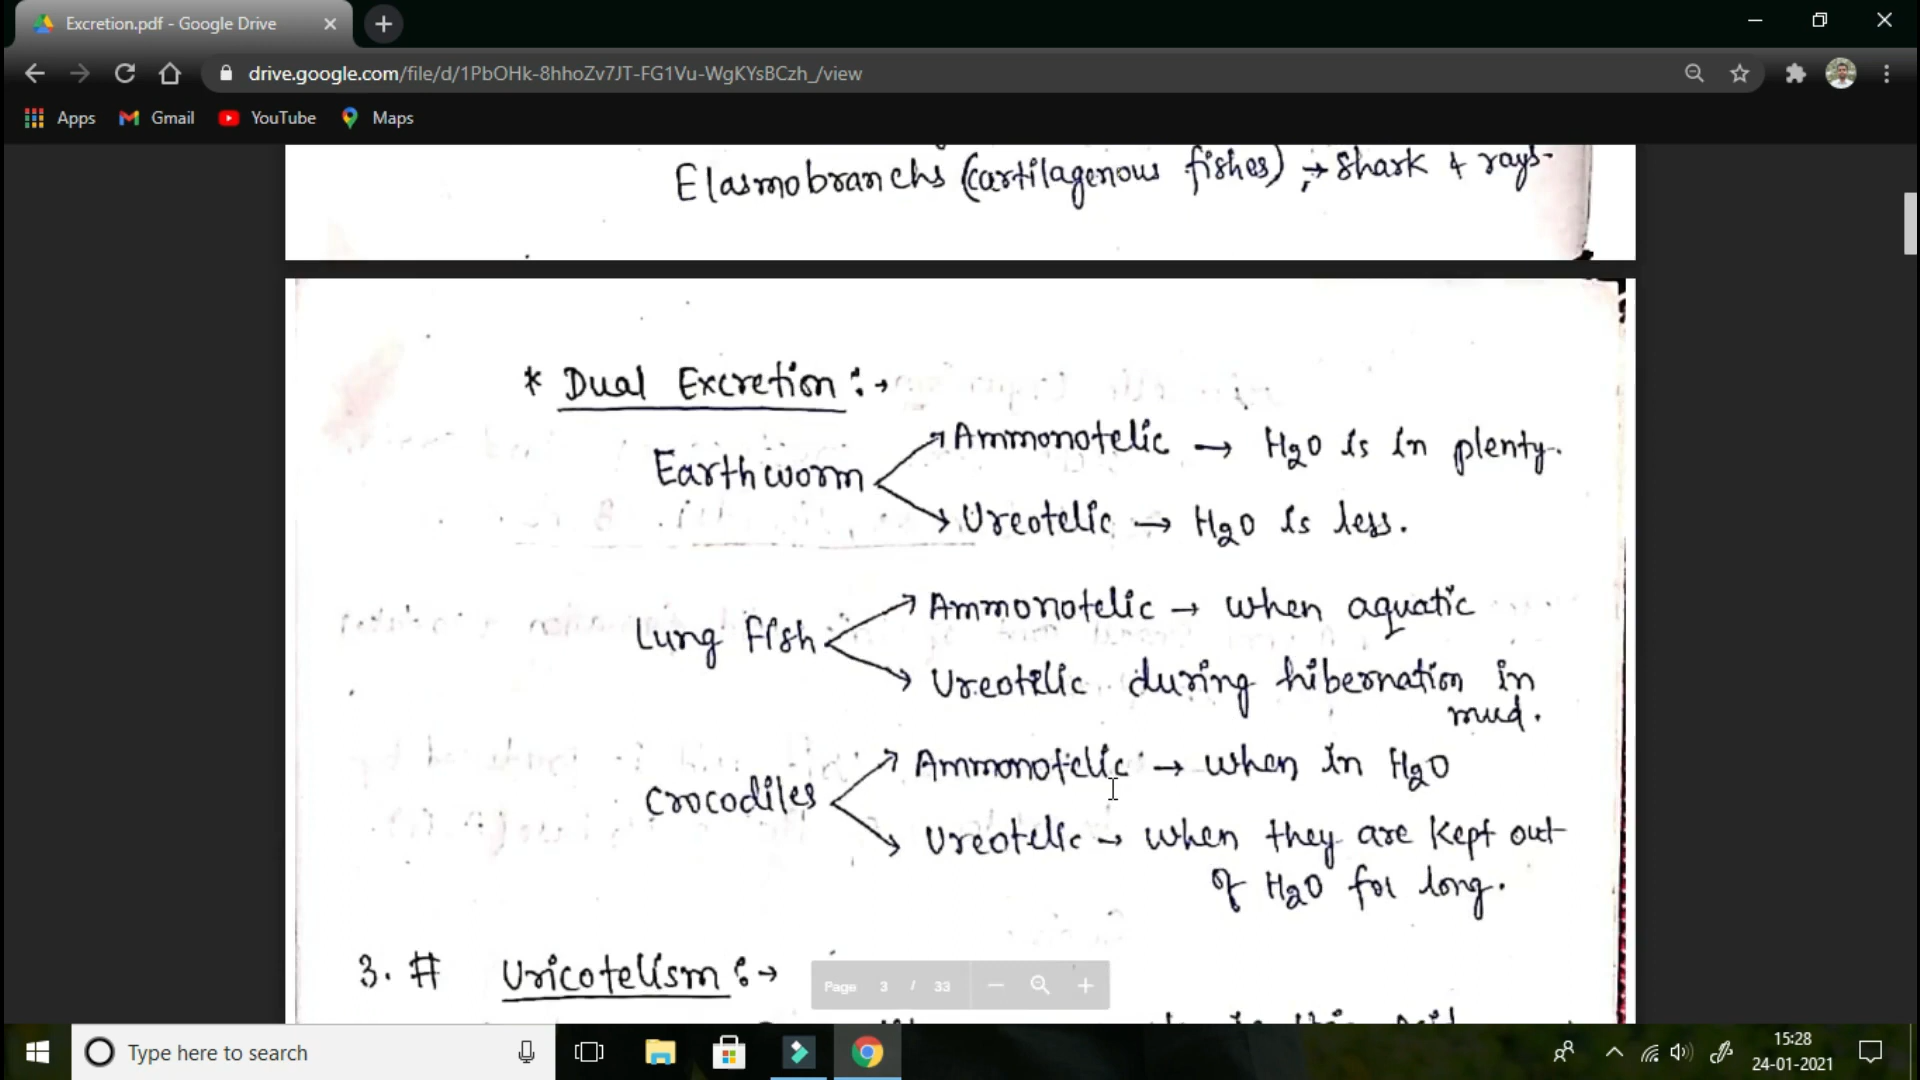 Excretion.pdf - Google Drive
drive.google.com/file/d/1PbOHk-8hhoZv7JT-FG1Vu-WgKYsBCzh_/view
Apps Gmail YouTube Maps
Elasmobranchs (cartilagenous fishes) → Shark & rays-
* Dual Excretion :→
Ammonotelic → H2O is in plenty.
Earthworm
Ureotelic → H2O is less.
Ammonotelic → when aquatic
Lung Fish
Ureotelic during hibernation in
mud.
Ammonotelic → when in H2O
Crocodiles
Ureotelic → when they are kept out
of H2O for long.
3. # Uricotelism :→
Page 3 / 33
Type here to search
15:28
24-01-2021